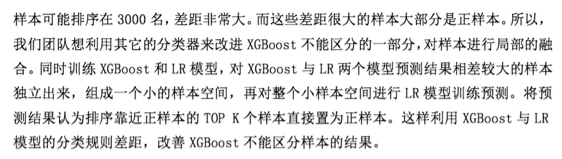 样本可能排序在 3000 名，差距非常大。而这些差距很大的样本大部分是正样本。所以，
我们团队想利用其它的分类器来改进 XGBoost 不能区分的一部分，对样本进行局部的融
合。同时训练 XGBoost 和 LR 模型，对 XGBoost 与 LR 两个模型预测结果相差较大的样本
独立出来，组成一个小的样本空间，再对整个小样本空间进行 LR 模型训练预测。将预
测结果认为排序靠近正样本的 TOP K 个样本直接置为正样本。这样利用 XGBoost 与 LR
模型的分类规则差距，改善 XGBoost 不能区分样本的结果。